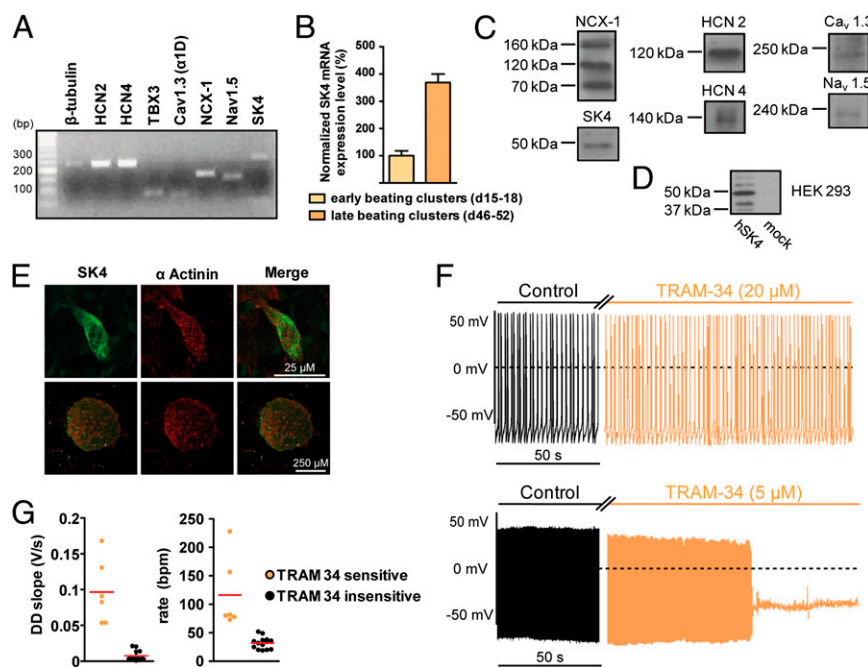 A
β-tubulin
HCN2
HCN4
TBX3
Cav1.3 (α1D)
NCX-1
Nav1.5
SK4
(bp)
300
200
100
B
Normalized SK4 mRNA
expression level (%)
500
400
300
200
100
early beating clusters (d15-18)
late beating clusters (d46-52)
C
NCX-1
160 kDa
120 kDa
70 kDa
SK4
50 kDa
HCN 2
120 kDa
HCN 4
140 kDa
Cav 1.3
250 kDa
Nav 1.5
240 kDa
D
50 kDa
37 kDa
HEK 293
hSK4
mock
E
SK4
α Actinin
Merge
25 µM
250 µM
F
Control
TRAM-34 (20 µM)
50 mV
0 mV
-50 mV
50 s
Control
TRAM-34 (5 µM)
50 mV
0 mV
-50 mV
50 s
G
DD slope (V/s)
0.2
0.15
0.1
0.05
0
rate (bpm)
250
200
150
100
50
0
TRAM 34 sensitive
TRAM 34 insensitive